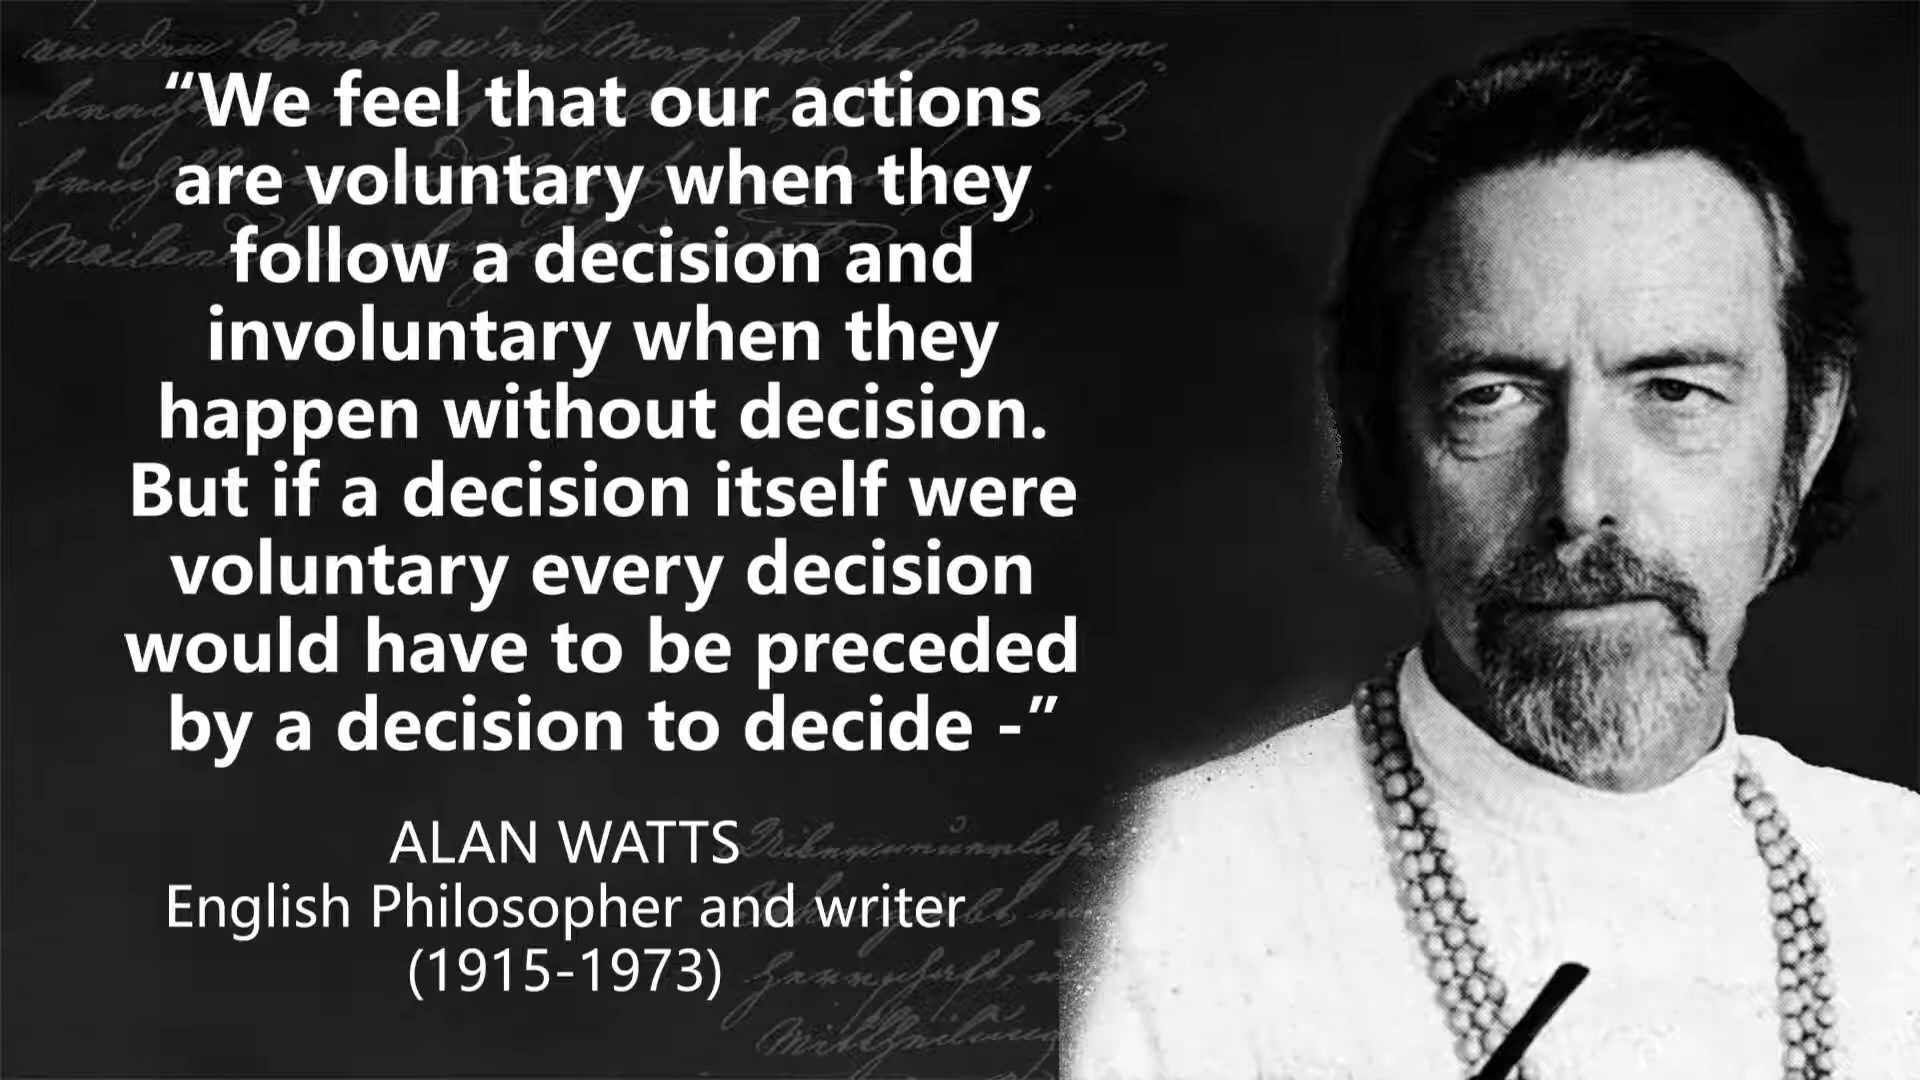 “We feel that our actions
are voluntary when they
follow a decision and
involuntary when they
happen without decision.
But if a decision itself were
voluntary every decision
would have to be preceded
by a decision to decide -”
ALAN WATTS
English Philosopher and writer
(1915-1973)